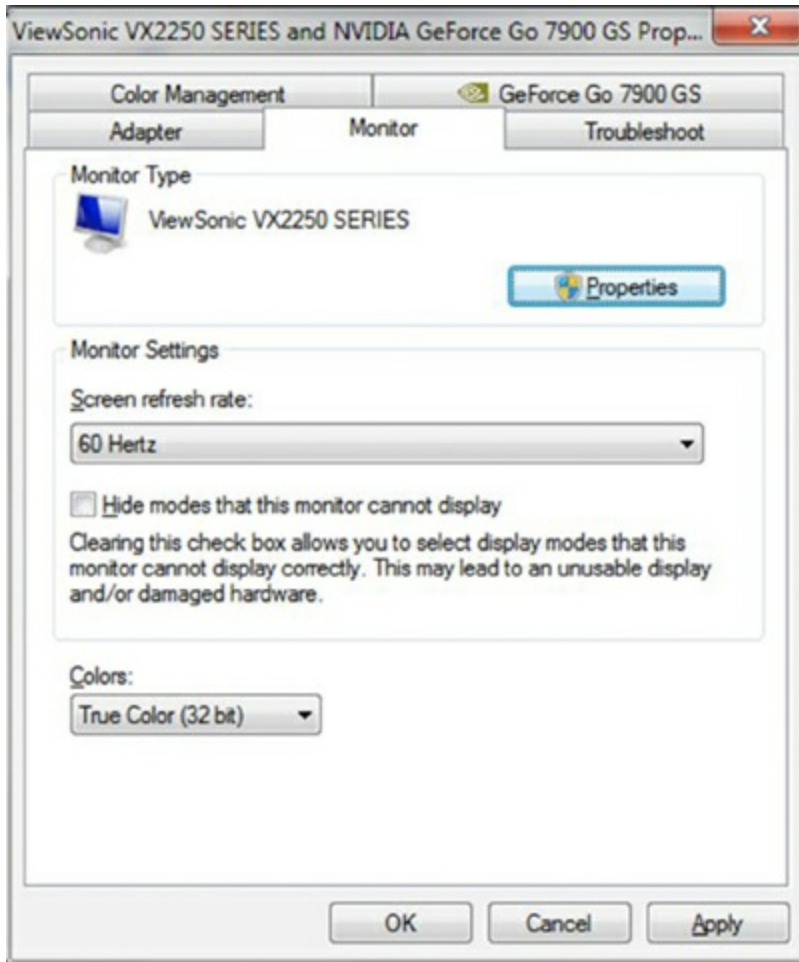 ViewSonic VX2250 SERIES and NVIDIA GeForce Go 7900 GS Prop...
Color Management
GeForce Go 7900 GS
Adapter
Monitor
Troubleshoot
Monitor Type
ViewSonic VX2250 SERIES
Properties
Monitor Settings
Screen refresh rate:
60 Hertz
Hide modes that this monitor cannot display
Clearing this check box allows you to select display modes that this
monitor cannot display correctly. This may lead to an unusable display
and/or damaged hardware.
Colors:
True Color (32 bit)
OK
Cancel
Apply